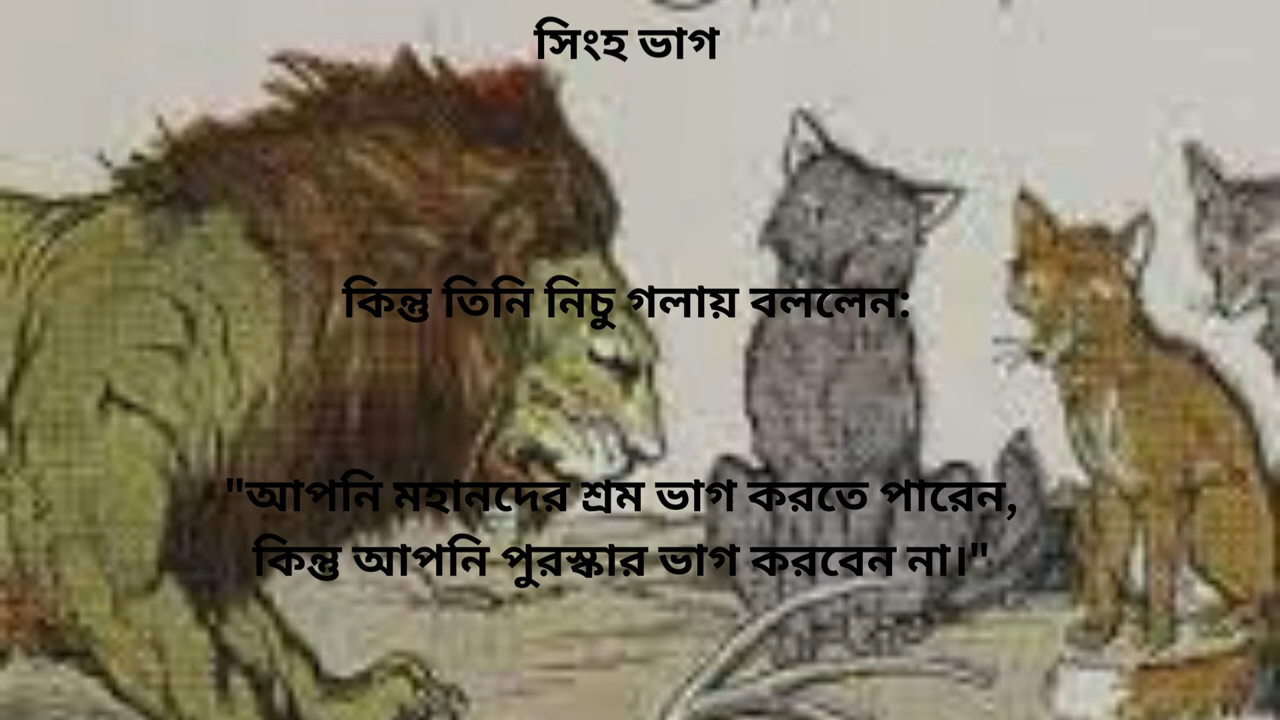 সিংহ ভাগ
কিন্তু তিনি নিচু গলায় বললেন:
"আপনি মহানদের শ্রম ভাগ করতে পারেন,
কিন্তু আপনি পুরস্কার ভাগ করবেন না।"